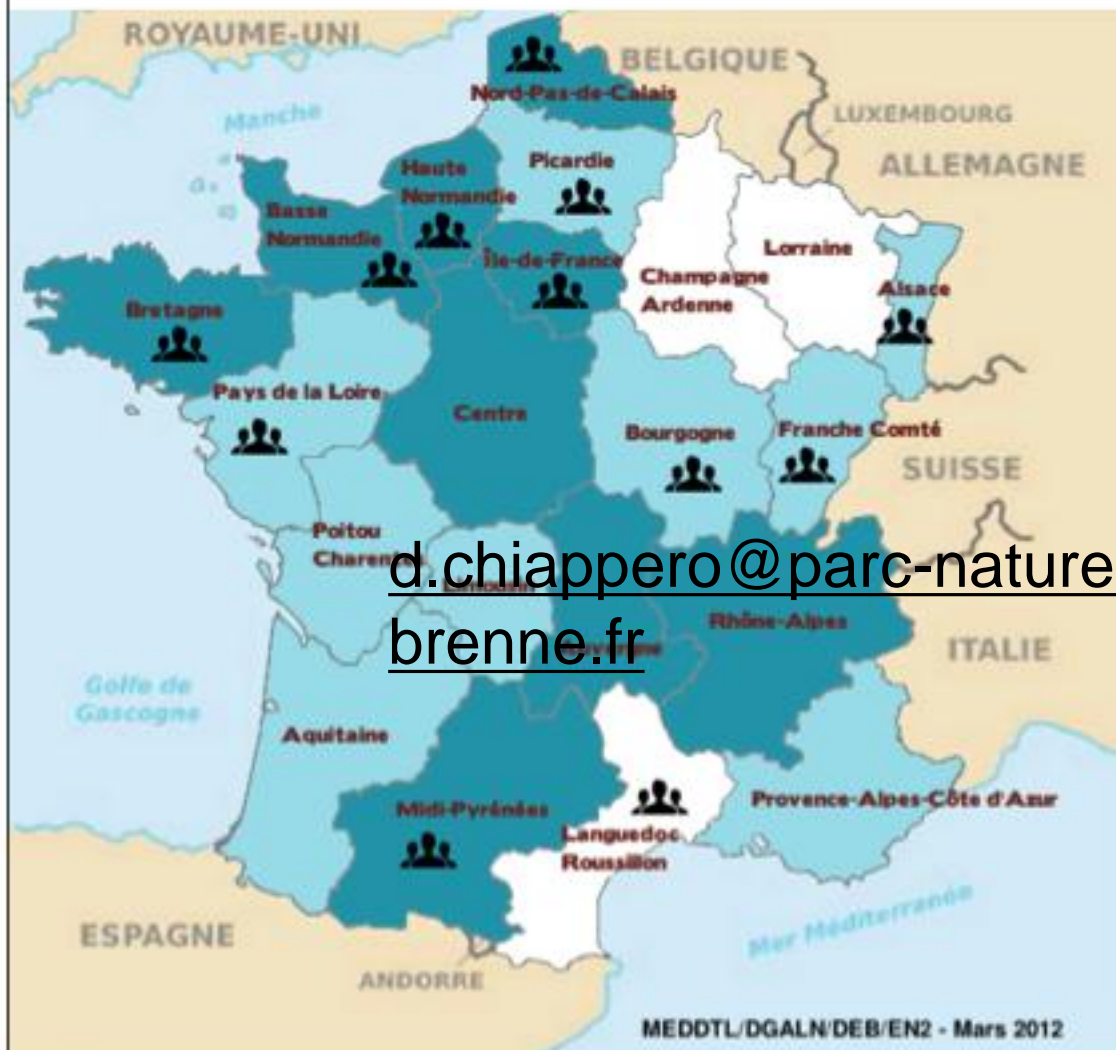 ROYAUME-UNI
BELGIQUE
Nord-Pas-de-Calais
LUXEMBOURG
Manche
ALLEMAGNE
Picardie
Haute
Normandie
Basse
Normandie
Île-de-France
Lorraine
Champagne
Ardenne
Alsace
Bretagne
Pays de la Loire
Centre
Bourgogne
Franche Comté
SUISSE
Poitou
Charentes
d.chiappero@parc-nature
brenne.fr
Limousin
Auvergne
Rhône-Alpes
ITALIE
Golfe de
Gascogne
Aquitaine
Midi-Pyrénées
Provence-Alpes-Côte d'Azur
Languedoc
Roussillon
Mer Méditerranée
ESPAGNE
ANDORRE
MEDDTL/DGALN/DEB/EN2 - Mars 2012